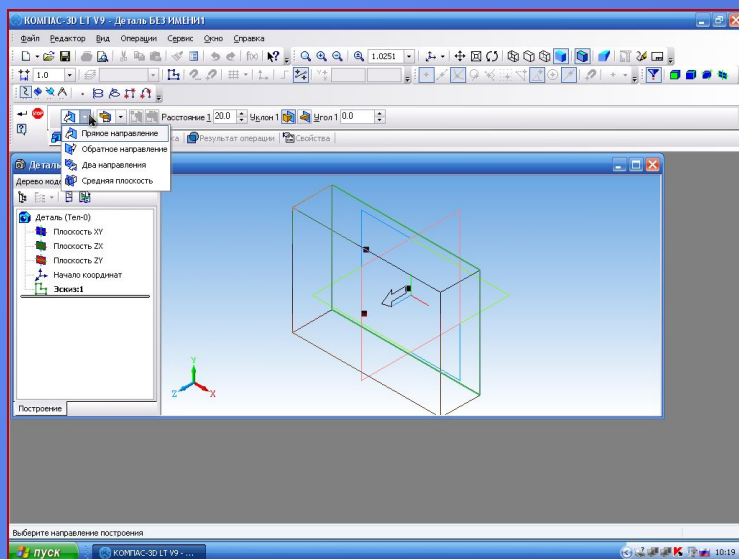 КОМПАС-3D LT V9 - Деталь БЕЗ ИМЕНИ1
Файл Редактор Вид Операции Сервис Окно Справка
1.0251
1.0
Расстояние 1 20.0 Уклон 1 Угол 1 0.0
Результат операции Свойства
Прямое направление
Обратное направление
Два направления
Средняя плоскость
Деталь
Дерево
Деталь (Тел-0)
Плоскость XY
Плоскость ZX
Плоскость ZY
Начало координат
Эскиз:1
Y
Z X
Построение
Выберите направление построения
пуск КОМПАС-3D LT V9 - ... 10:19